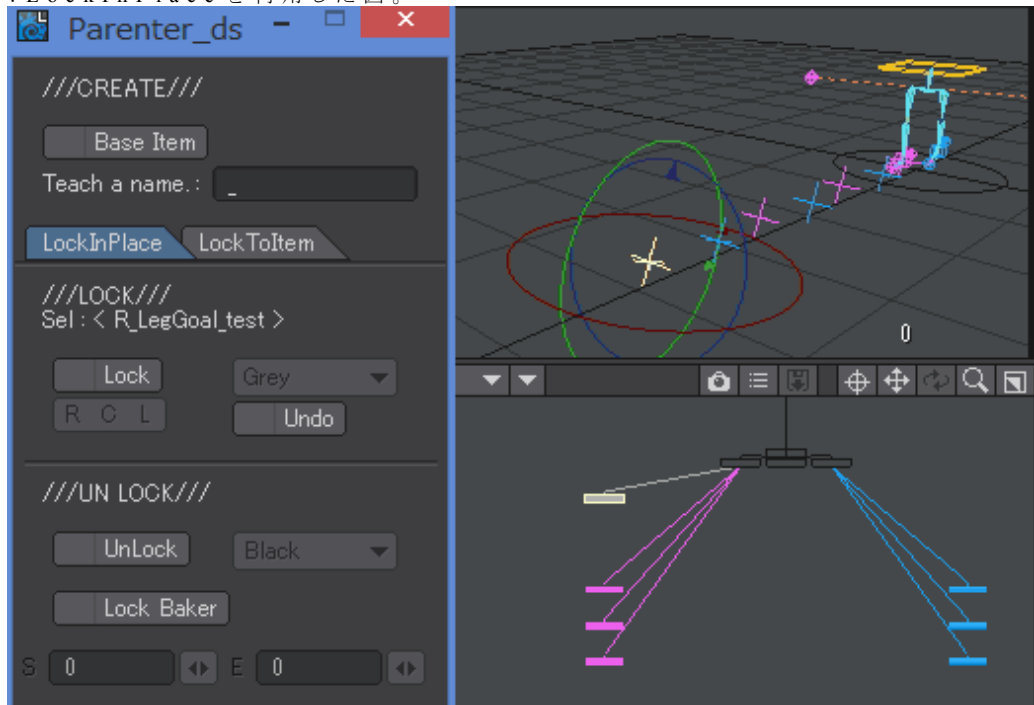 Parenter_ds
///CREATE///
Base Item
Teach a name. : _
LockInPlace LockToItem
///LOCK///
Sel : < R_LegGoal_test >
Lock Grey
R C L Undo
///UN LOCK///
UnLock Black
Lock Baker
S 0 E 0
0